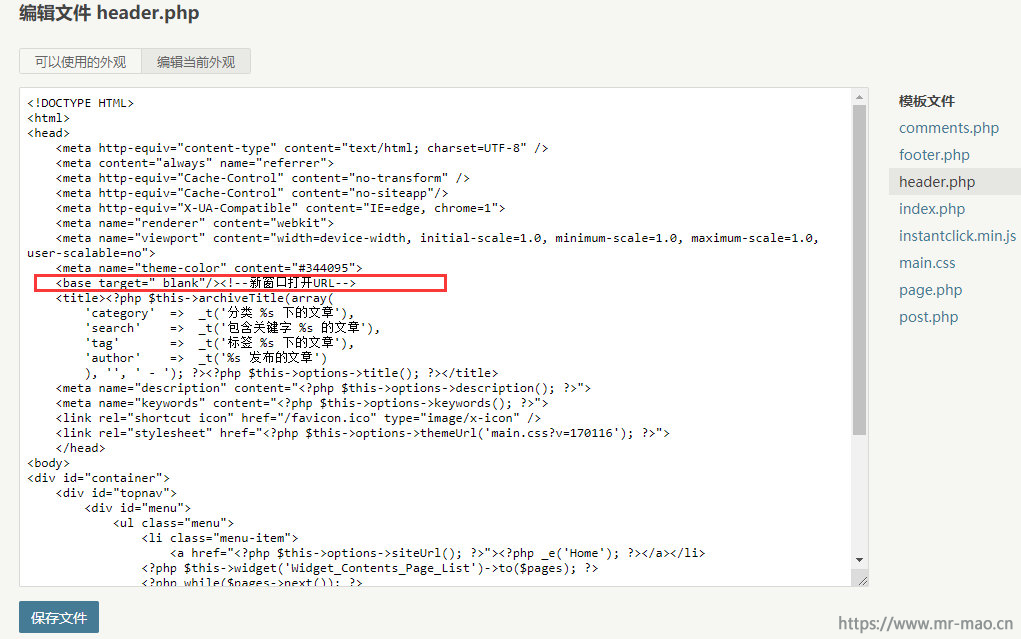 编辑文件 header.php
可以使用的外观 编辑当前外观
<!DOCTYPE HTML>
<html>
<head>
    <meta http-equiv="content-type" content="text/html; charset=UTF-8" />
    <meta content="always" name="referrer">
    <meta http-equiv="Cache-Control" content="no-transform" />
    <meta http-equiv="Cache-Control" content="no-siteapp"/>
    <meta http-equiv="X-UA-Compatible" content="IE=edge, chrome=1">
    <meta name="renderer" content="webkit">
    <meta name="viewport" content="width=device-width, initial-scale=1.0, minimum-scale=1.0, maximum-scale=1.0,
user-scalable=no">
    <meta name="theme-color" content="#344095">
    <base target="_blank"/><!--新窗口打开URL-->
    <title><?php $this->archiveTitle(array(
        'category'  =>  _t('分类 %s 下的文章'),
        'search'    =>  _t('包含关键字 %s 的文章'),
        'tag'       =>  _t('标签 %s 下的文章'),
        'author'    =>  _t('%s 发布的文章')
        ), '', ' - '); ?><?php $this->options->title(); ?></title>
    <meta name="description" content="<?php $this->options->description(); ?>">
    <meta name="keywords" content="<?php $this->options->keywords(); ?>">
    <link rel="shortcut icon" href="/favicon.ico" type="image/x-icon" />
    <link rel="stylesheet" href="<?php $this->options->themeUrl('main.css?v=170116'); ?>">
    </head>
<body>
<div id="container">
    <div id="topnav">
        <div id="menu">
            <ul class="menu">
                <li class="menu-item">
                    <a href="<?php $this->options->siteUrl(); ?>"><?php _e('Home'); ?></a></li>
                <?php $this->widget('Widget_Contents_Page_List')->to($pages); ?>
                <?php while($pages->next()): ?>
模板文件
comments.php
footer.php
header.php
index.php
instantclick.min.js
main.css
page.php
post.php
保存文件
https://www.mr-mao.cn